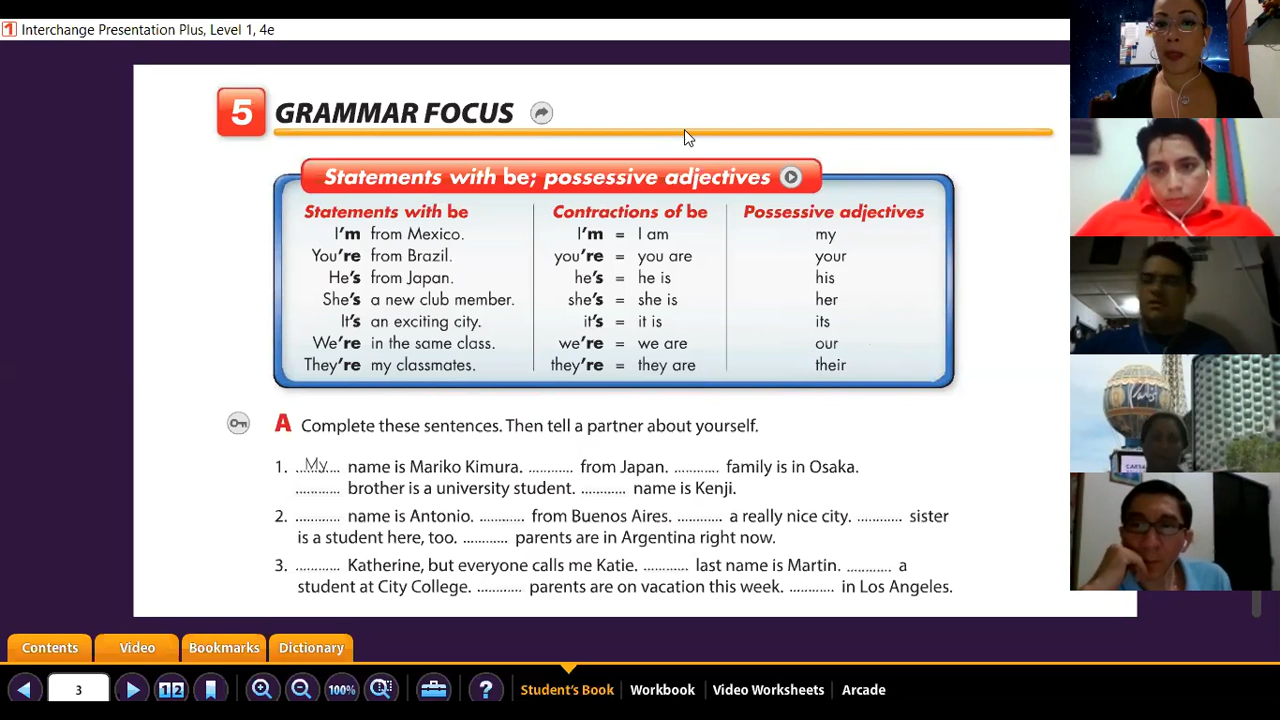 Interchange Presentation Plus, Level 1, 4e
5 GRAMMAR FOCUS
Statements with be; possessive adjectives
Statements with be Contractions of be Possessive adjectives
I'm from Mexico. I'm = I am my
You're from Brazil. you're = you are your
He's from Japan. he's = he is his
She's a new club member. she's = she is her
It's an exciting city. it's = it is its
We're in the same class. we're = we are our
They're my classmates. they're = they are their
A Complete these sentences. Then tell a partner about yourself.
1. ...My... name is Mariko Kimura. ............ from Japan. ............ family is in Osaka.
............ brother is a university student. ............ name is Kenji.
2. ............ name is Antonio. ............ from Buenos Aires. ............ a really nice city. ............ sister
is a student here, too. ............ parents are in Argentina right now.
3. ............ Katherine, but everyone calls me Katie. ............ last name is Martin. ............ a
student at City College. ............ parents are on vacation this week. ............ in Los Angeles.
Contents Video Bookmarks Dictionary
3 1 2 100% ? Student's Book Workbook Video Worksheets Arcade
Paris